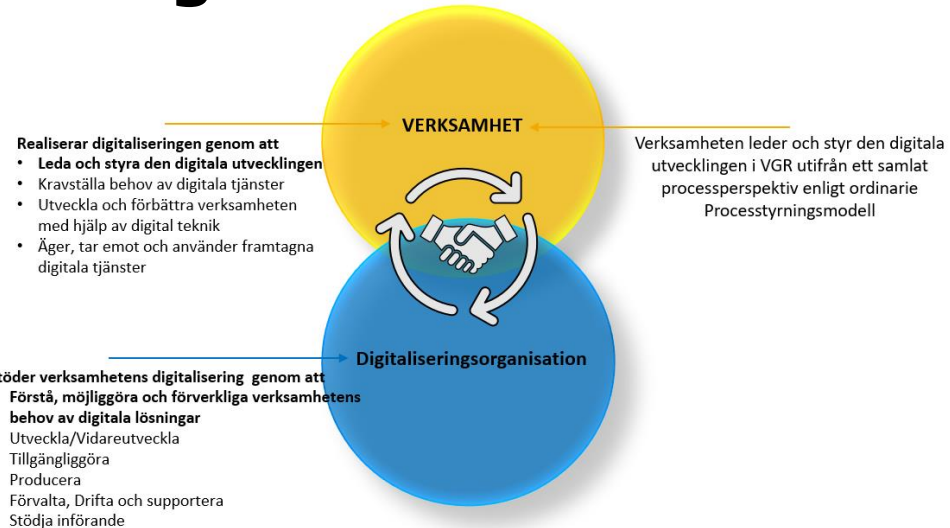 VERKSAMHET
Realiserar digitaliseringen genom att
• Leda och styra den digitala utvecklingen
• Kravställa behov av digitala tjänster
• Utveckla och förbättra verksamheten
med hjälp av digital teknik
• Äger, tar emot och använder framtagna
digitala tjänster
Verksamheten leder och styr den digitala
utvecklingen i VGR utifrån ett samlat
processperspektiv enligt ordinarie
Processtyrningsmodell
Digitaliseringsorganisation
töder verksamhetens digitalisering genom att
Förstå, möjliggöra och förverkliga verksamhetens
behov av digitala lösningar
Utveckla/Vidareutveckla
Tillgängliggöra
Producera
Förvalta, Drifta och supportera
Stödja införande